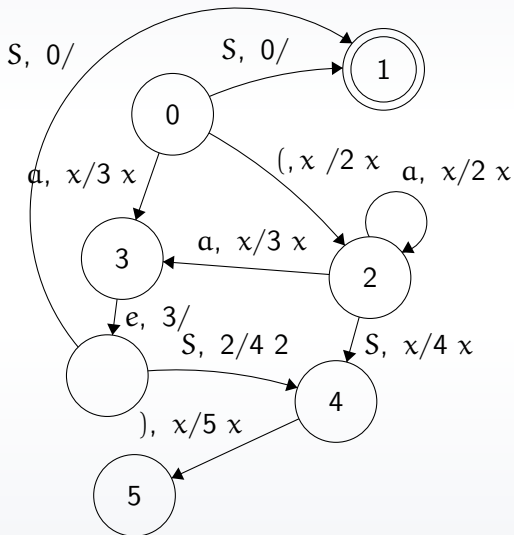 S, 0/
S, 0/
1
0
(, x /2 x
a, x/2 x
a, x/3 x
a, x/3 x
3
2
e, 3/
S, 2/4 2
S, x/4 x
4
), x/5 x
5